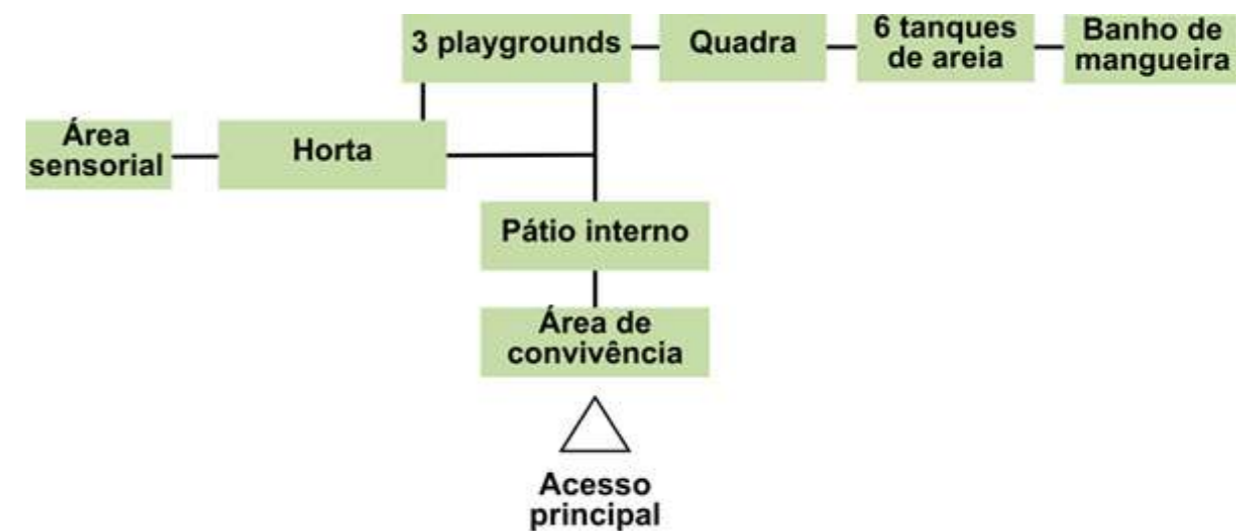 3 playgrounds
Quadra
6 tanques
de areia
Banho de
mangueira
Área
sensorial
Horta
Pátio interno
Área de
convivência
Acesso
principal